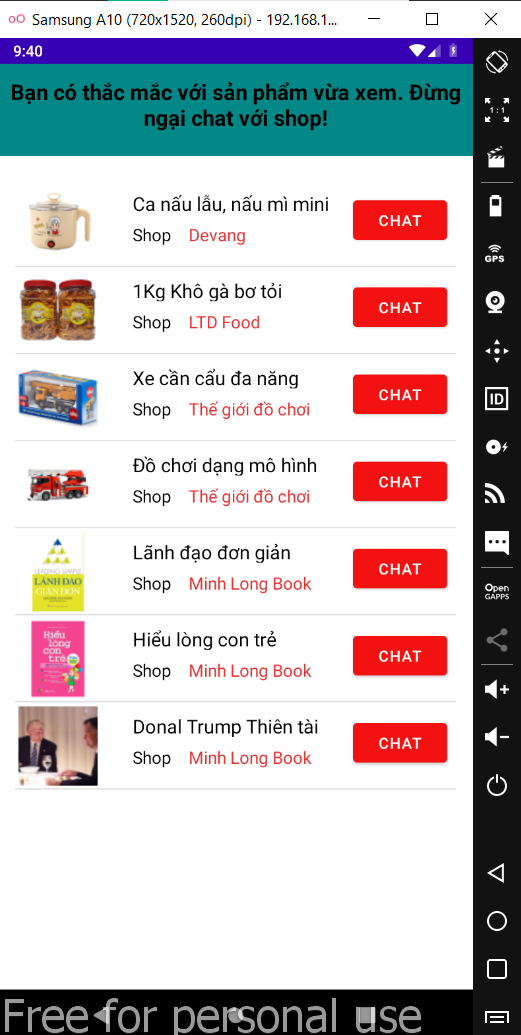 Samsung A10 (720x1520, 260dpi) - 192.168.1...
9:40
Bạn có thắc mắc với sản phẩm vừa xem. Đừng
ngại chat với shop!
Ca nấu lẫu, nấu mì mini
Shop Devang
CHAT
1Kg Khô gà bơ tỏi
Shop LTD Food
CHAT
Xe cần cẩu đa năng
Shop Thế giới đồ chơi
CHAT
Đồ chơi dạng mô hình
Shop Thế giới đồ chơi
CHAT
LEADING SIMPLE
LÃNH ĐẠO
GIẢN ĐƠN
Lãnh đạo đơn giản
Shop Minh Long Book
CHAT
Hiểu
lòng
con
trẻ
Hiểu lòng con trẻ
Shop Minh Long Book
CHAT
Donal Trump Thiên tài
Shop Minh Long Book
CHAT
1:1
GPS
ID
Open
GAPPS
Free for personal use